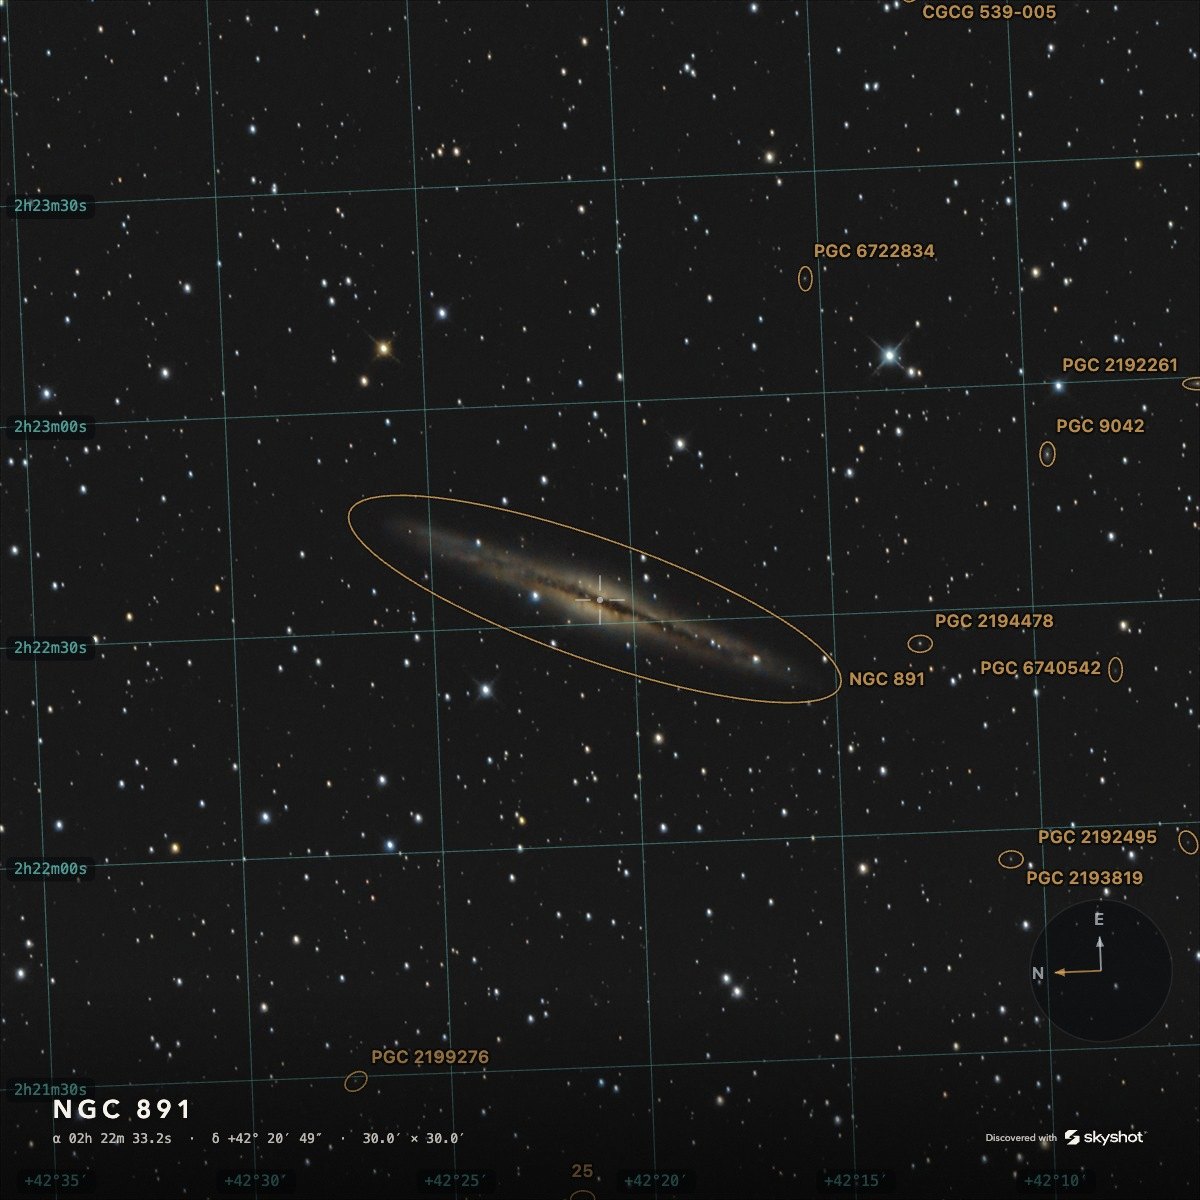 CGCG 539-005
2h23m30s
PGC 6722834
PGC 2192261
2h23m00s
PGC 9042
PGC 2194478
2h22m30s
PGC 6740542
NGC 891
PGC 2192495
2h22m00s
PGC 2193819
E
N
PGC 2199276
2h21m30s
NGC 891
α 02h 22m 33.2s · δ +42° 20′ 49″ · 30.0′ × 30.0′
Discovered with skyshot
25
+42°35′ +42°30′ +42°25′ +42°20′ +42°15′ +42°10′